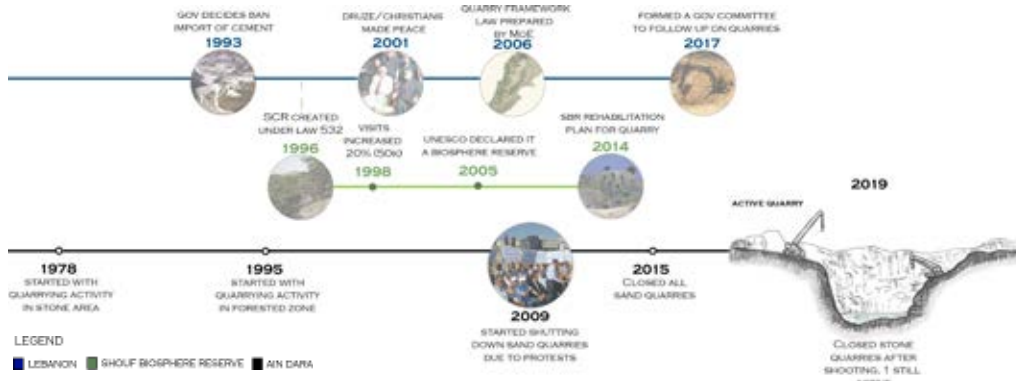 GOV DECIDES BAN
IMPORT OF CEMENT
1993
DRUZE/CHRISTIANS
MADE PEACE
2001
QUARRY FRAMEWORK
LAW PREPARED
BY MOE
2006
FORMED A GOV COMMITTEE
TO FOLLOW UP ON QUARRIES
2017
SCR CREATED
UNDER LAW 532
1996
VISITS
INCREASED
20% (50K)
1998
UNESCO DECLARED IT
A BIOSPHERE RESERVE
2005
SBR REHABILITATION
PLAN FOR QUARRY
2014
2019
ACTIVE QUARRY
1978
STARTED WITH
QUARRYING ACTIVITY
IN STONE AREA
1995
STARTED WITH
QUARRYING ACTIVITY
IN FORESTED ZONE
2009
STARTED SHUTTING
DOWN SAND QUARRIES
DUE TO PROTESTS
2015
CLOSED ALL
SAND QUARRIES
CLOSED STONE
QUARRIES AFTER
SHOOTING, 1 STILL
LEGEND
LEBANON
SHOUF BIOSPHERE RESERVE
AIN DARA